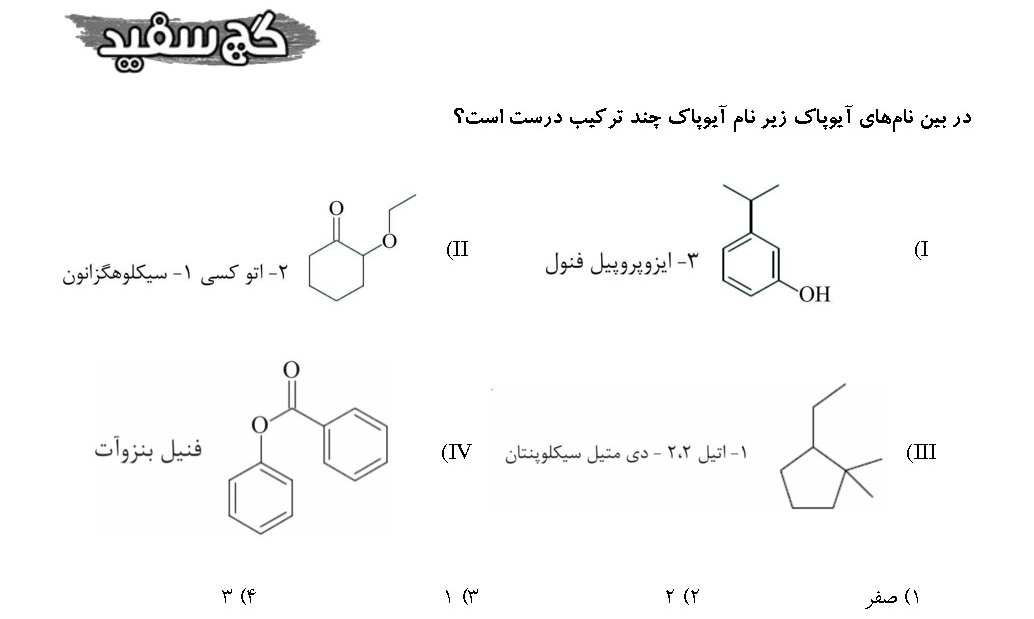 گچ سفید
در بین نام‌های آیوپاک زیر نام آیوپاک چند ترکیب درست است؟
I) ۳- ایزوپروپیل فنول
OH
II) ۲- اتو کسی ۱- سیکلوهگزانون
O
O
III) ۱- اتیل ۲،۲ - دی متیل سیکلوپنتان
IV) فنیل بنزوآت
O
O
۱) صفر ۲) ۲ ۳) ۱ ۴) ۳